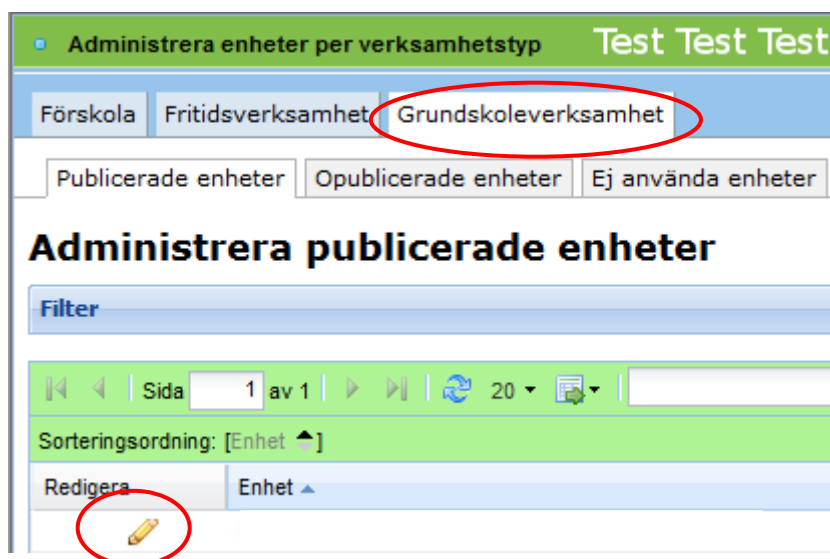 Administrera enheter per verksamhetstyp Test Test Test
Förskola Fritidsverksamhet Grundskoleverksamhet
Publicerade enheter Opublicerade enheter Ej använda enheter
Administrera publicerade enheter
Filter
Sida 1 av 1 20
Sorteringsordning: [Enhet]
Redigera Enhet